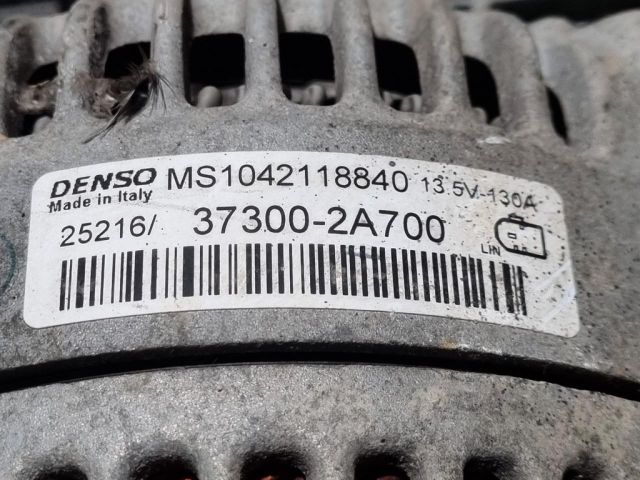 DENSO MS1042118840 13.5V-130A
Made in Italy
25216/ 37300-2A700
LIN